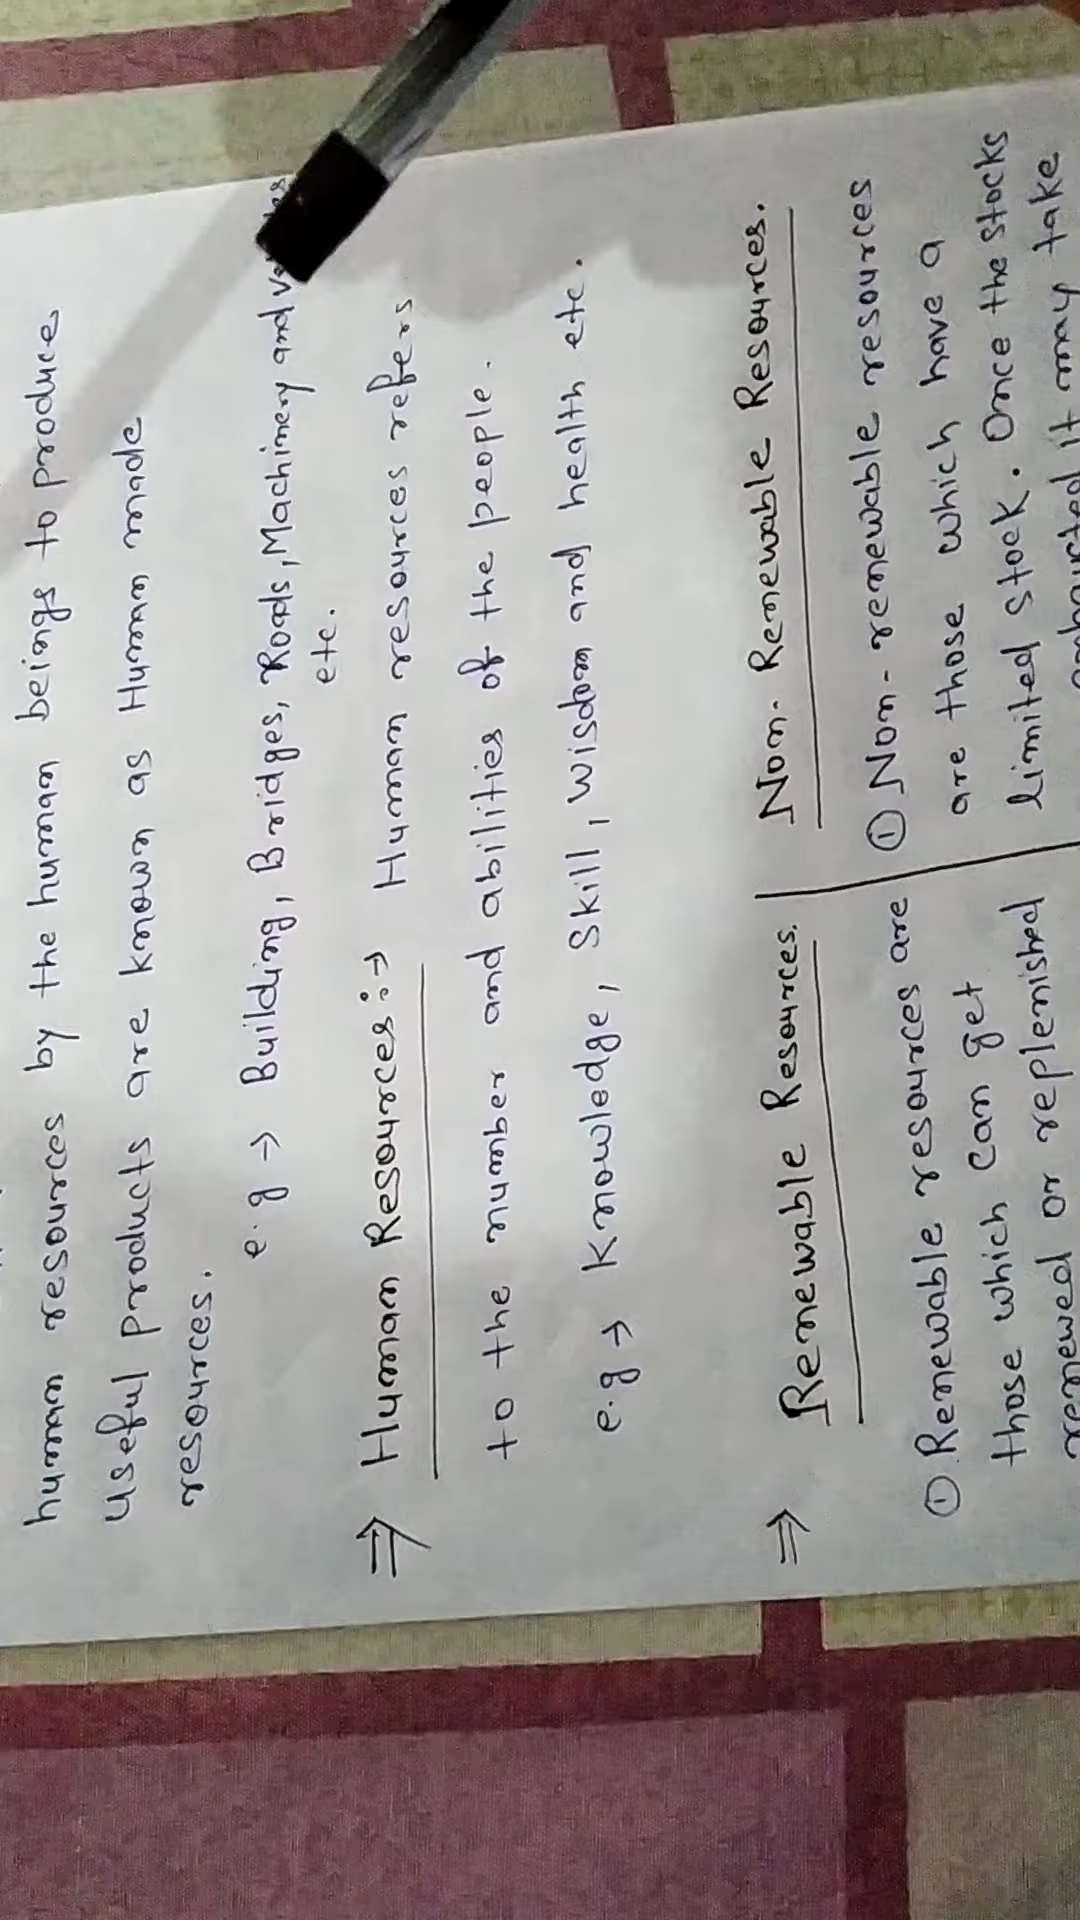 human resources by the human beings to produce
Useful products are known as Human made
resources.
e.g → Building, Bridges, Roads, Machinery and
etc.
⇒ Human Resources:→ Human resources refers
to the number and abilities of the people.
e.g → Knowledge, Skill, Wisdom and health etc.
⇒ Renewable Resources. | Non-Renewable Resources.
① Renewable resources are
those which can get
renewed or replenished
① Non-renewable resources
are those which have a
limited stock. Once the stocks
it may take